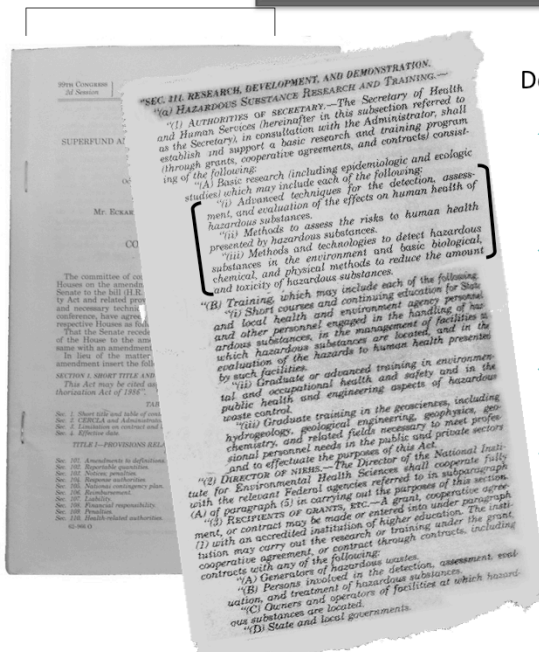 99TH CONGRESS
2d Session
SUPERFUND A
MR. ECKAR
CO
The committee of co
Houses on the amendm
Senate to the bill (H.R.
ty Act and related prov
and necessary techni
conference, have agree
respective Houses as follo
That the Senate recede
of the House to the ame
same with an amendment
In lieu of the matter
amendment insert the foll
SECTION 1. SHORT TITLE AND
This Act may be cited as
thorization Act of 1986".
TAB
Sec. 1. Short title and table of conte
Sec. 2. CERCLA and Administrato
Sec. 3. Limitation on contract and
Sec. 4. Effective date.
TITLE I—PROVISIONS RELA
Sec. 101. Amendments to definitions.
Sec. 102. Reportable quantities.
Sec. 103. Notices; penalties.
Sec. 104. Response authorities.
Sec. 105. National contingency plan.
Sec. 106. Reimbursement.
Sec. 107. Liability.
Sec. 108. Financial responsibility.
Sec. 109. Penalties.
Sec. 110. Health-related authorities.
"SEC. 311. RESEARCH, DEVELOPMENT, AND DEMONSTRATION.
"(a) HAZARDOUS SUBSTANCE RESEARCH AND TRAINING.—
"(1) AUTHORITIES OF SECRETARY.—The Secretary of Health
and Human Services (hereinafter in this subsection referred to
as the Secretary), in consultation with the Administrator, shall
establish and support a basic research and training program
(through grants, cooperative agreements, and contracts) consist-
ing of the following:
"(A) Basic research (including epidemiologic and ecologic
studies) which may include each of the following:
"(i) Advanced techniques for the detection, assess-
ment, and evaluation of the effects on human health of
hazardous substances.
"(ii) Methods to assess the risks to human health
presented by hazardous substances.
"(iii) Methods and technologies to detect hazardous
substances in the environment and basic biological,
chemical, and physical methods to reduce the amount
and toxicity of hazardous substances.
"(B) Training, which may include each of the following:
"(i) Short courses and continuing education for State
and local health and environment agency personnel
and other personnel engaged in the handling of haz-
ardous substances, in the management of facilities at
which hazardous substances are located, and in the
evaluation of the hazards to human health presented
by such facilities.
"(ii) Graduate or advanced training in environmen-
tal and occupational health and safety and in the
public health and engineering aspects of hazardous
waste control.
"(iii) Graduate training in the geosciences, including
hydrogeology, geological engineering, geophysics, geo-
chemistry, and related fields necessary to meet profes-
sional personnel needs in the public and private sectors
and to effectuate the purposes of this Act.
"(2) DIRECTOR OF NIEHS.—The Director of the National Insti-
tute for Environmental Health Sciences shall cooperate fully
with the relevant Federal agencies referred to in subparagraph
(A) of paragraph (5) in carrying out the purposes of this section.
"(3) RECIPIENTS OF GRANTS, ETC.—A grant, cooperative agree-
ment, or contract may be made or entered into under paragraph
(1) with an accredited institution of higher education. The insti-
tution may carry out the research or training under the grant,
cooperative agreement, or contract through contracts, including
contracts with any of the following:
"(A) Generators of hazardous wastes.
"(B) Persons involved in the detection, assessment, eval-
uation, and treatment of hazardous substances.
"(C) Owners and operators of facilities at which hazard-
ous substances are located.
"(D) State and local governments.
De